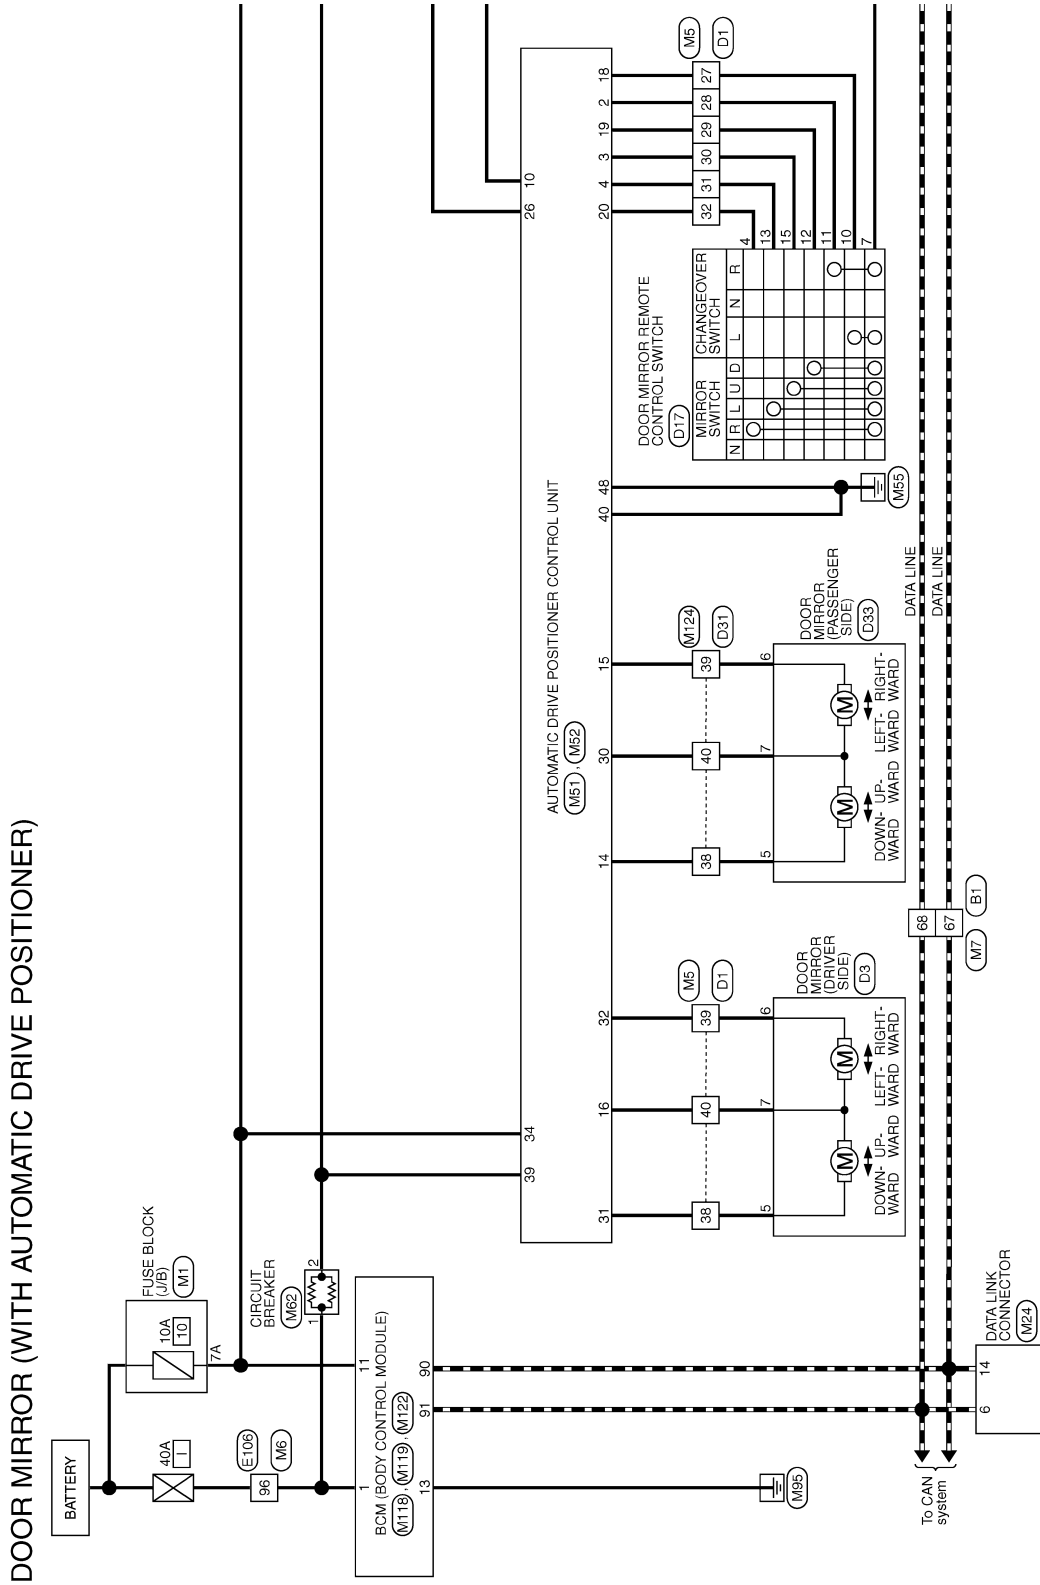 DOOR MIRROR (WITH AUTOMATIC DRIVE POSITIONER)
BATTERY
40A
I
E106
96
M6
FUSE BLOCK
(J/B)
M1
10A
10
7A
CIRCUIT
BREAKER
M62
1
2
1
11
BCM (BODY CONTROL MODULE)
M118 , M119 , M122
13
91
90
M95
39
34
26
10
AUTOMATIC DRIVE POSITIONER CONTROL UNIT
M51 , M52
31
16
32
14
30
15
40
48
20
4
3
19
2
18
38
40
39
M5
D1
5
7
6
DOOR
MIRROR
(DRIVER
SIDE)
D3
M
M
DOWN-
WARD
UP-
WARD
LEFT-
WARD
RIGHT-
WARD
38
40
39
M124
D31
5
7
6
DOOR
MIRROR
(PASSENGER
SIDE)
D33
M
M
DOWN-
WARD
UP-
WARD
LEFT-
WARD
RIGHT-
WARD
M55
DOOR MIRROR REMOTE
CONTROL SWITCH
D17
MIRROR
SWITCH
CHANGEOVER
SWITCH
N R L U D L N R
32
31
30
29
28
27
M5
D1
4
13
15
12
11
10
7
DATA LINE
DATA LINE
68
67
M7
B1
To CAN
system
6
14
DATA LINK
CONNECTOR
M24